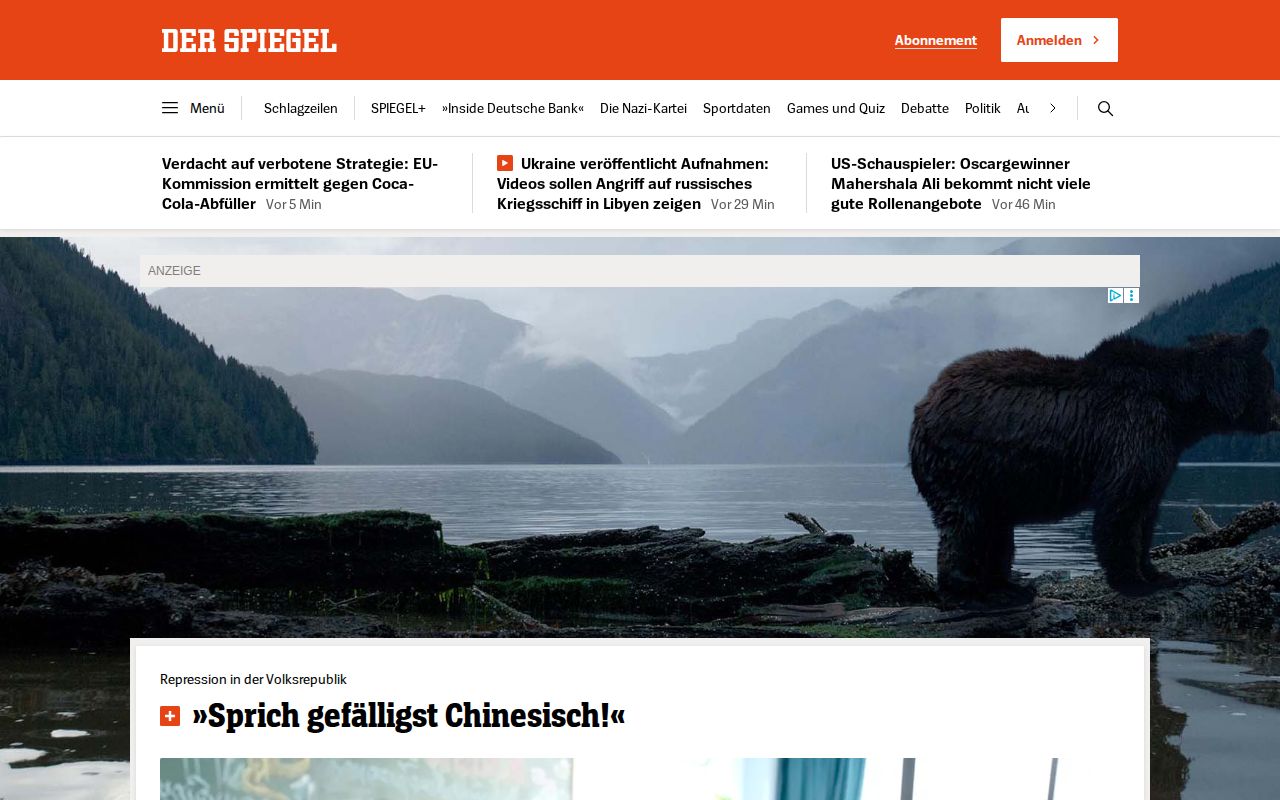 DER SPIEGEL
Abonnement
Anmelden
Menü
Schlagzeilen
SPIEGEL+
»Inside Deutsche Bank«
Die Nazi-Kartei
Sportdaten
Games und Quiz
Debatte
Politik
Au
Verdacht auf verbotene Strategie: EU-
Kommission ermittelt gegen Coca-
Cola-Abfüller Vor 5 Min
Ukraine veröffentlicht Aufnahmen:
Videos sollen Angriff auf russisches
Kriegsschiff in Libyen zeigen Vor 29 Min
US-Schauspieler: Oscargewinner
Mahershala Ali bekommt nicht viele
gute Rollenangebote Vor 46 Min
ANZEIGE
Repression in der Volksrepublik
»Sprich gefälligst Chinesisch!«